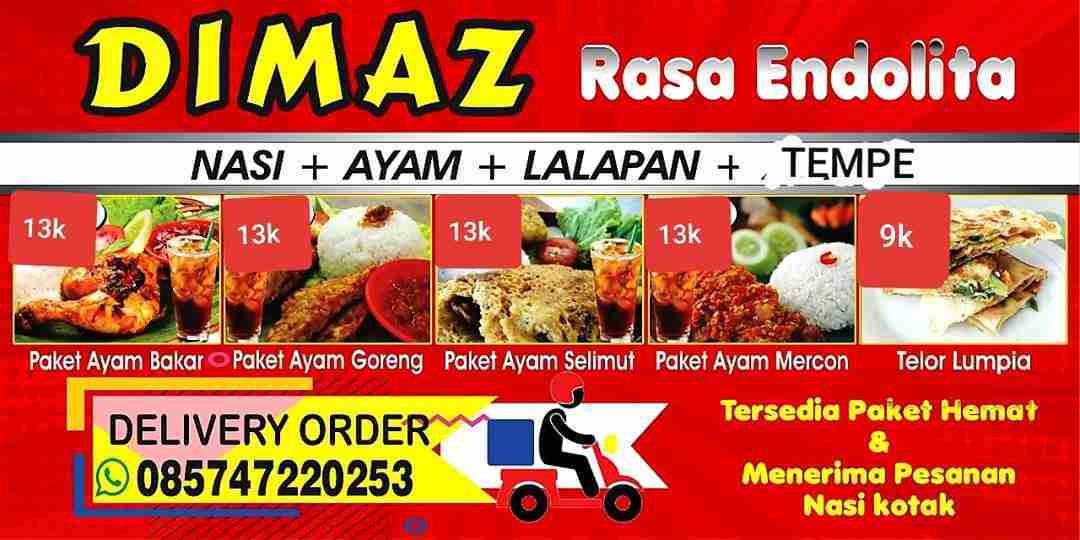 DIMAZ Rasa Endolita
NASI + AYAM + LALAPAN + TEMPE
13k 13k 13k 13k 9k
Paket Ayam Bakar Paket Ayam Goreng Paket Ayam Selimut Paket Ayam Mercon Telor Lumpia
DELIVERY ORDER
085747220253
Tersedia Paket Hemat
&
Menerima Pesanan
Nasi kotak